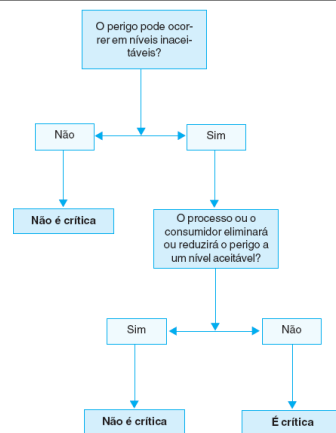 O perigo pode ocor-
rer em níveis inacei-
táveis?
Não
Sim
Não é crítica
O processo ou o
consumidor eliminará
ou reduzirá o perigo a
um nível aceitável?
Sim
Não
Não é crítica
É crítica